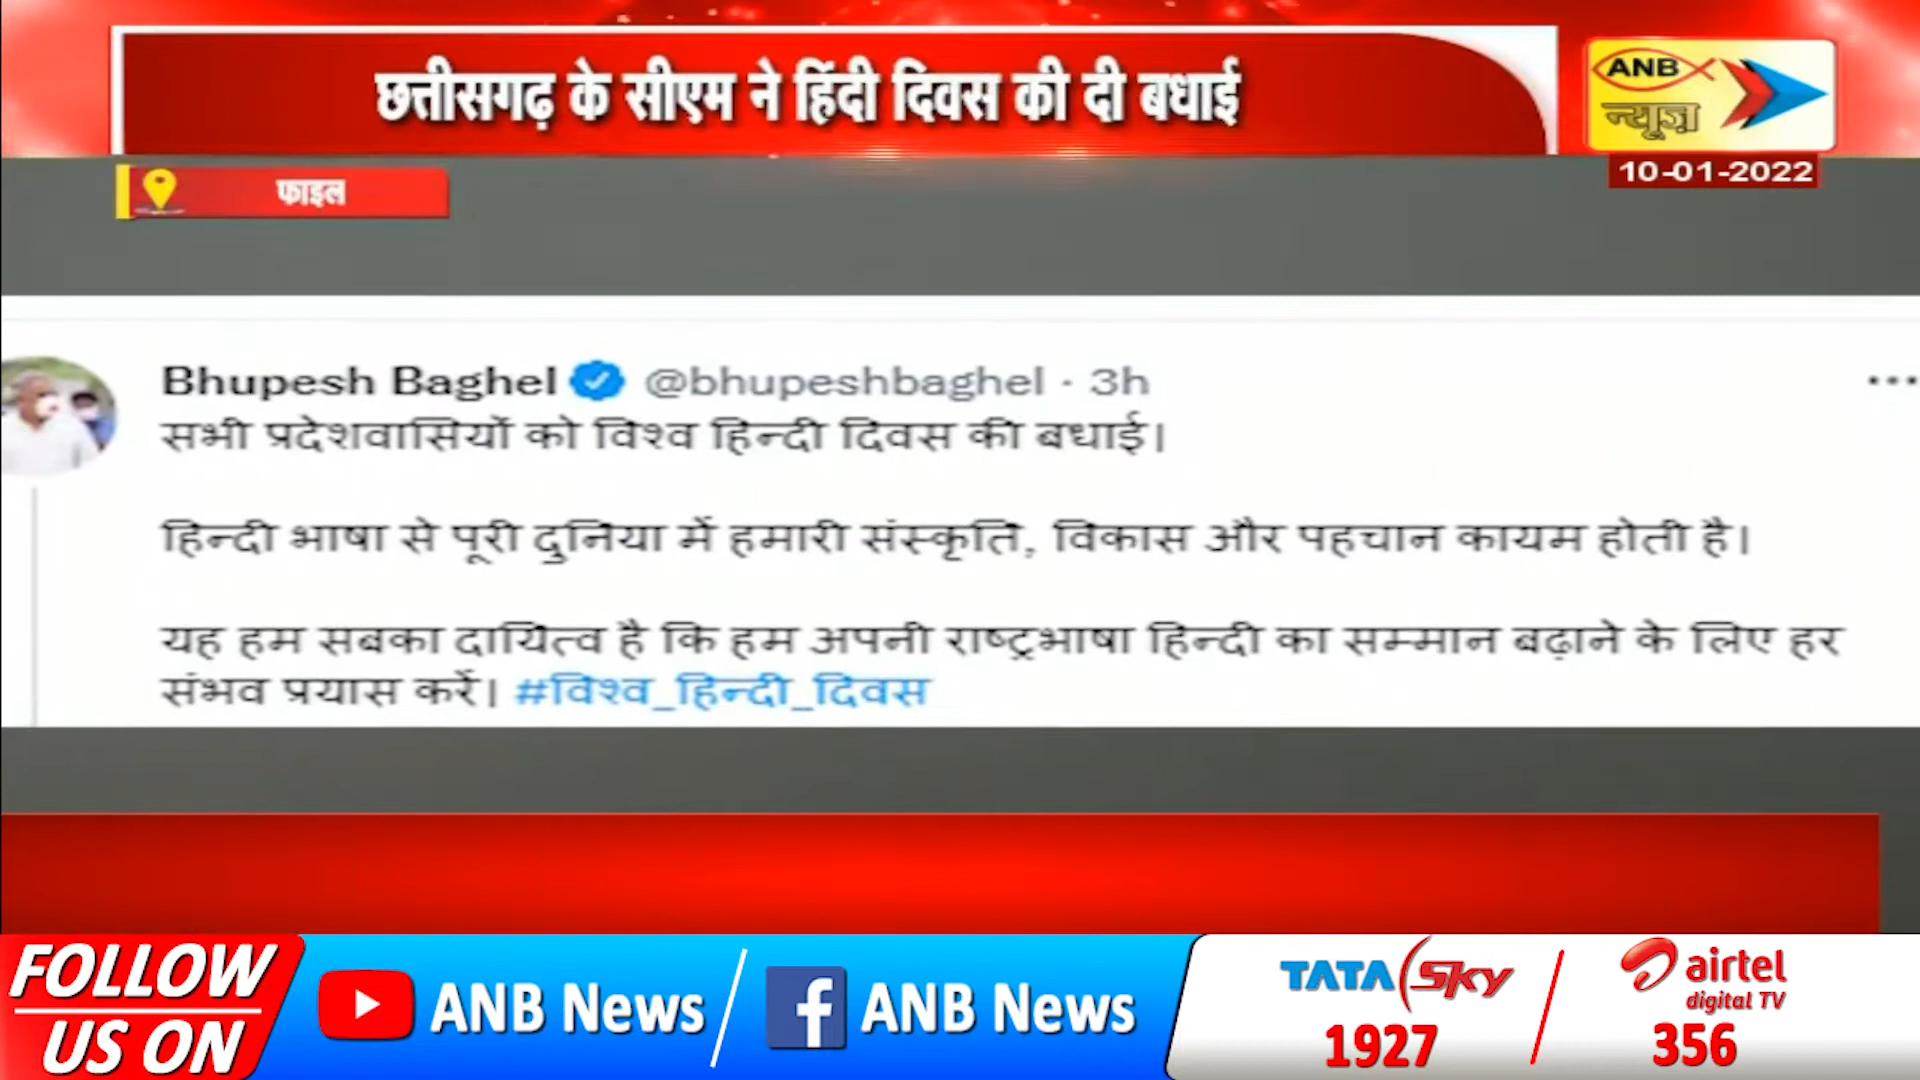 छत्तीसगढ़ के सीएम ने हिंदी दिवस की दी बधाई
ANB
न्यूज़
10-01-2022
फाइल
Bhupesh Baghel @bhupeshbaghel · 3h
सभी प्रदेशवासियों को विश्व हिन्दी दिवस की बधाई।
हिन्दी भाषा से पूरी दुनिया में हमारी संस्कृति, विकास और पहचान कायम होती है।
यह हम सबका दायित्व है कि हम अपनी राष्ट्रभाषा हिन्दी का सम्मान बढ़ाने के लिए हर
संभव प्रयास करें। #विश्व_हिन्दी_दिवस
FOLLOW
US ON
ANB News
ANB News
TATA Sky
1927
airtel
digital TV
356